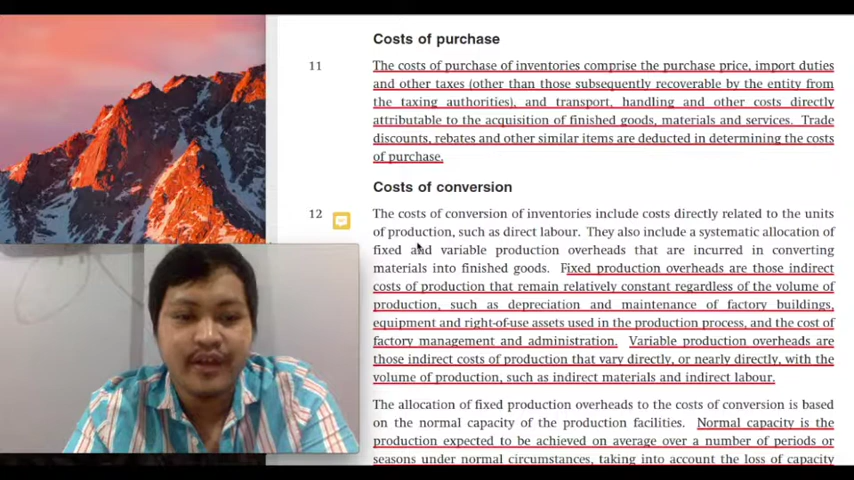 Costs of purchase
11
The costs of purchase of inventories comprise the purchase price, import duties
and other taxes (other than those subsequently recoverable by the entity from
the taxing authorities), and transport, handling and other costs directly
attributable to the acquisition of finished goods, materials and services. Trade
discounts, rebates and other similar items are deducted in determining the costs
of purchase.
Costs of conversion
12
The costs of conversion of inventories include costs directly related to the units
of production, such as direct labour. They also include a systematic allocation of
fixed and variable production overheads that are incurred in converting
materials into finished goods. Fixed production overheads are those indirect
costs of production that remain relatively constant regardless of the volume of
production, such as depreciation and maintenance of factory buildings,
equipment and right-of-use assets used in the production process, and the cost of
factory management and administration. Variable production overheads are
those indirect costs of production that vary directly, or nearly directly, with the
volume of production, such as indirect materials and indirect labour.
The allocation of fixed production overheads to the costs of conversion is based
on the normal capacity of the production facilities. Normal capacity is the
production expected to be achieved on average over a number of periods or
seasons under normal circumstances, taking into account the loss of capacity